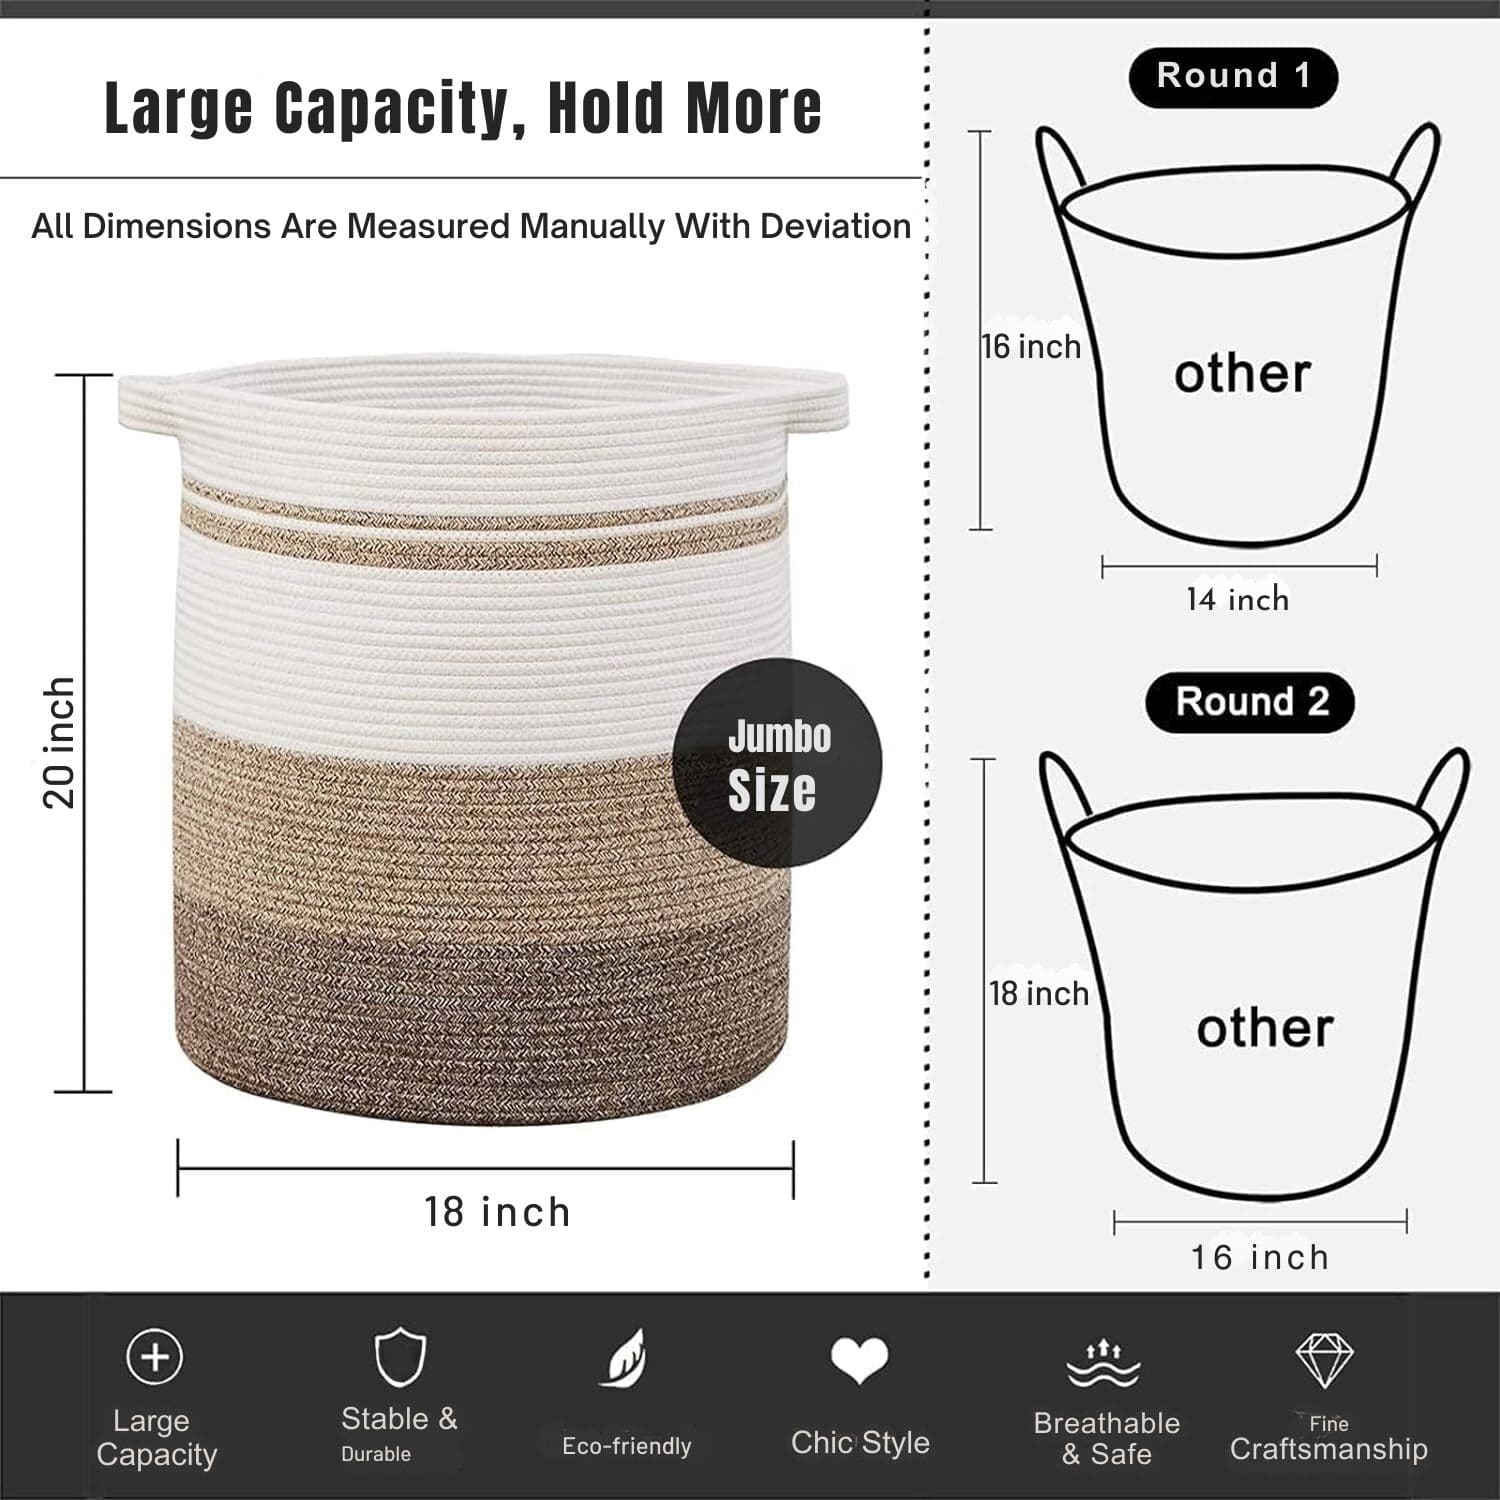 Large Capacity, Hold More
All Dimensions Are Measured Manually With Deviation
20 inch
Jumbo
Size
18 inch
Round 1
16 inch
other
14 inch
Round 2
18 inch
other
16 inch
Large
Capacity
Stable &
Durable
Eco-friendly
Chic Style
Breathable
& Safe
Fine
Craftsmanship